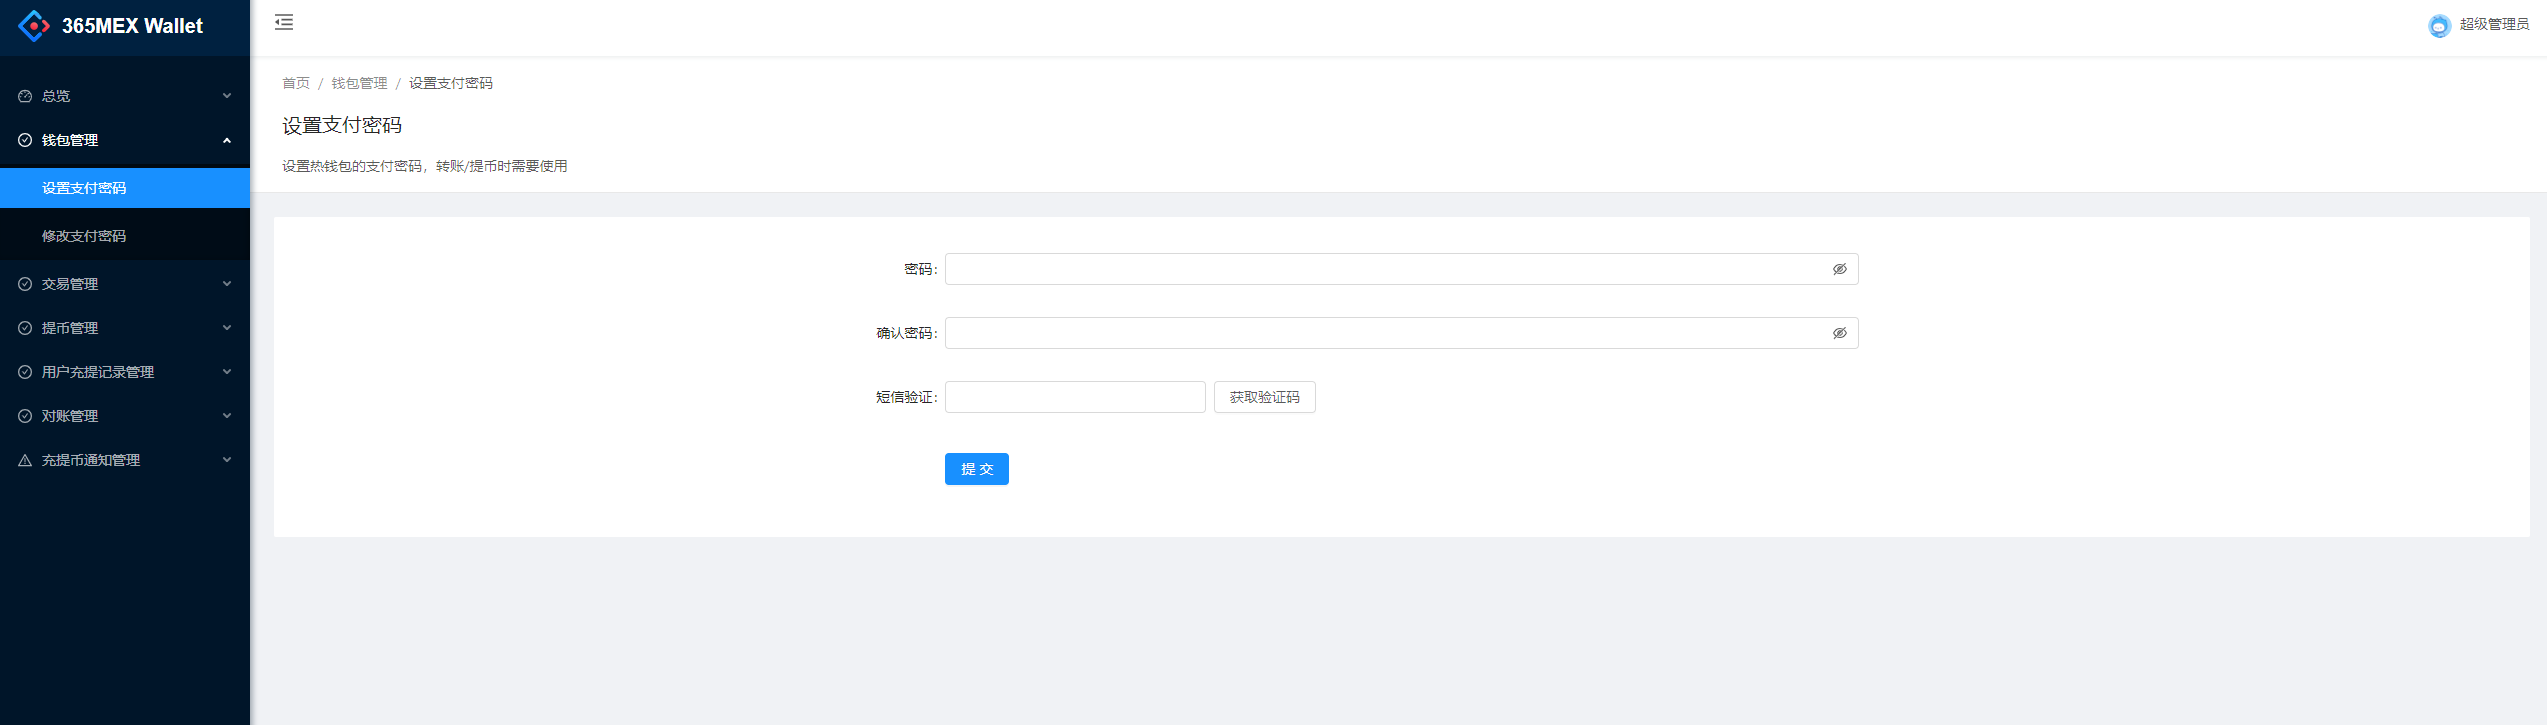 365MEX Wallet
超级管理员
总览
钱包管理
设置支付密码
修改支付密码
交易管理
提币管理
用户充提记录管理
对账管理
充提币通知管理
首页 / 钱包管理 / 设置支付密码
设置支付密码
设置热钱包的支付密码，转账/提币时需要使用
密码:
确认密码:
短信验证: 获取验证码
提 交